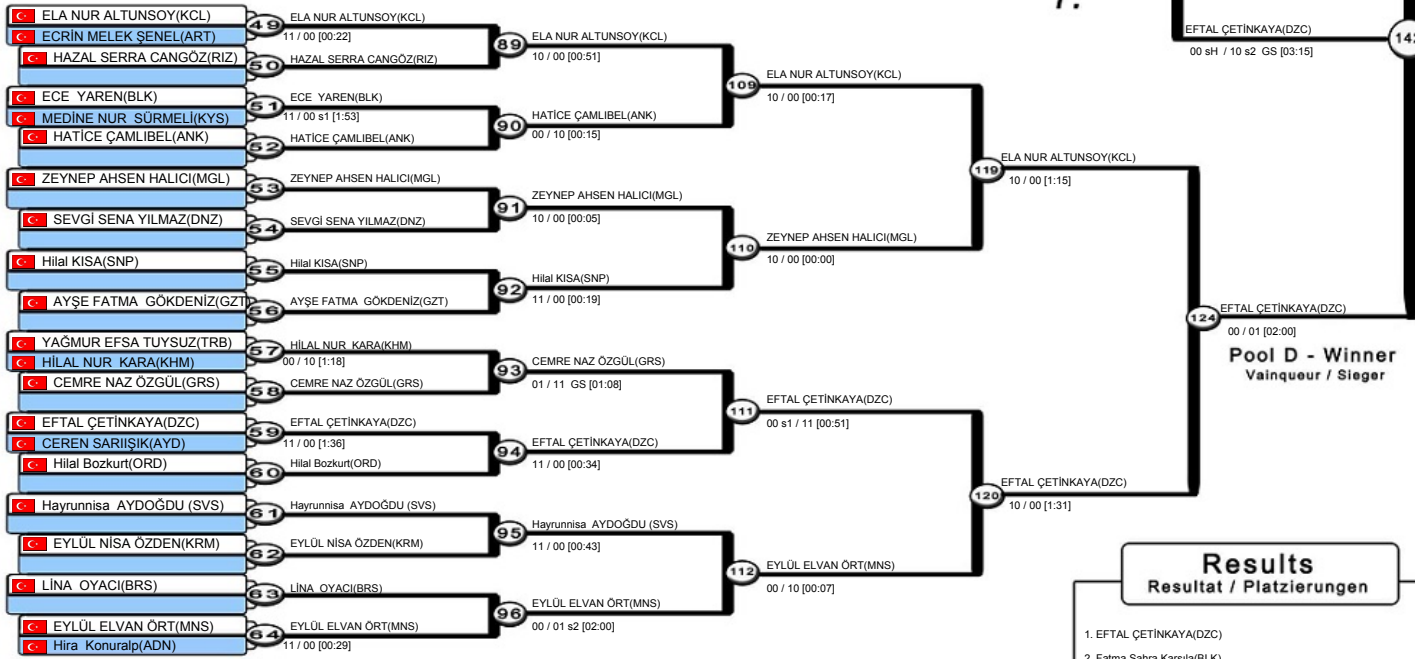 ELA NUR ALTUNSOY(KCL)
ECRİN MELEK ŞENEL(ART)
49
ELA NUR ALTUNSOY(KCL)
11 / 00 [00:22]
HAZAL SERRA CANGÖZ(RIZ)
50
HAZAL SERRA CANGÖZ(RIZ)
89
ELA NUR ALTUNSOY(KCL)
10 / 00 [00:51]
ECE  YAREN(BLK)
MEDİNE NUR  SÜRMELİ(KYS)
51
ECE  YAREN(BLK)
11 / 00 s1 [1:53]
HATİCE ÇAMLIBEL(ANK)
52
HATİCE ÇAMLIBEL(ANK)
90
HATİCE ÇAMLIBEL(ANK)
00 / 10 [00:15]
109
ELA NUR ALTUNSOY(KCL)
10 / 00 [00:17]
ZEYNEP AHSEN HALICI(MGL)
53
ZEYNEP AHSEN HALICI(MGL)
SEVGİ SENA YILMAZ(DNZ)
54
SEVGİ SENA YILMAZ(DNZ)
91
ZEYNEP AHSEN HALICI(MGL)
10 / 00 [00:05]
Hilal KISA(SNP)
55
Hilal KISA(SNP)
AYŞE FATMA  GÖKDENİZ(GZT)
56
AYŞE FATMA  GÖKDENİZ(GZT)
92
Hilal KISA(SNP)
11 / 00 [00:19]
110
ZEYNEP AHSEN HALICI(MGL)
10 / 00 [00:00]
119
ELA NUR ALTUNSOY(KCL)
10 / 00 [1:15]
YAĞMUR EFSA TUYSUZ(TRB)
HİLAL NUR  KARA(KHM)
57
HİLAL NUR  KARA(KHM)
00 / 10 [1:18]
CEMRE NAZ ÖZGÜL(GRS)
58
CEMRE NAZ ÖZGÜL(GRS)
93
CEMRE NAZ ÖZGÜL(GRS)
01 / 11  GS [01:08]
EFTAL ÇETİNKAYA(DZC)
CEREN SARIIŞIK(AYD)
59
EFTAL ÇETİNKAYA(DZC)
11 / 00 [1:36]
Hilal Bozkurt(ORD)
60
Hilal Bozkurt(ORD)
94
EFTAL ÇETİNKAYA(DZC)
11 / 00 [00:34]
111
EFTAL ÇETİNKAYA(DZC)
00 s1 / 11 [00:51]
Hayrunnisa  AYDOĞDU (SVS)
61
Hayrunnisa  AYDOĞDU (SVS)
EYLÜL NİSA ÖZDEN(KRM)
62
EYLÜL NİSA ÖZDEN(KRM)
95
Hayrunnisa  AYDOĞDU (SVS)
11 / 00 [00:43]
LİNA  OYACI(BRS)
63
LİNA  OYACI(BRS)
EYLÜL ELVAN ÖRT(MNS)
Hira  Konuralp(ADN)
64
EYLÜL ELVAN ÖRT(MNS)
11 / 00 [00:29]
96
EYLÜL ELVAN ÖRT(MNS)
00 / 01 s2 [02:00]
112
EYLÜL ELVAN ÖRT(MNS)
00 / 10 [00:07]
120
EFTAL ÇETİNKAYA(DZC)
10 / 00 [1:31]
124
EFTAL ÇETİNKAYA(DZC)
00 / 01 [02:00]
Pool D - Winner
Vainqueur / Sieger
EFTAL ÇETİNKAYA(DZC)
00 sH  / 10 s2  GS [03:15]
Results
Resultat / Platzierungen
1. EFTAL ÇETİNKAYA(DZC)
2. Fatma Sahra Karsıla(BLK)